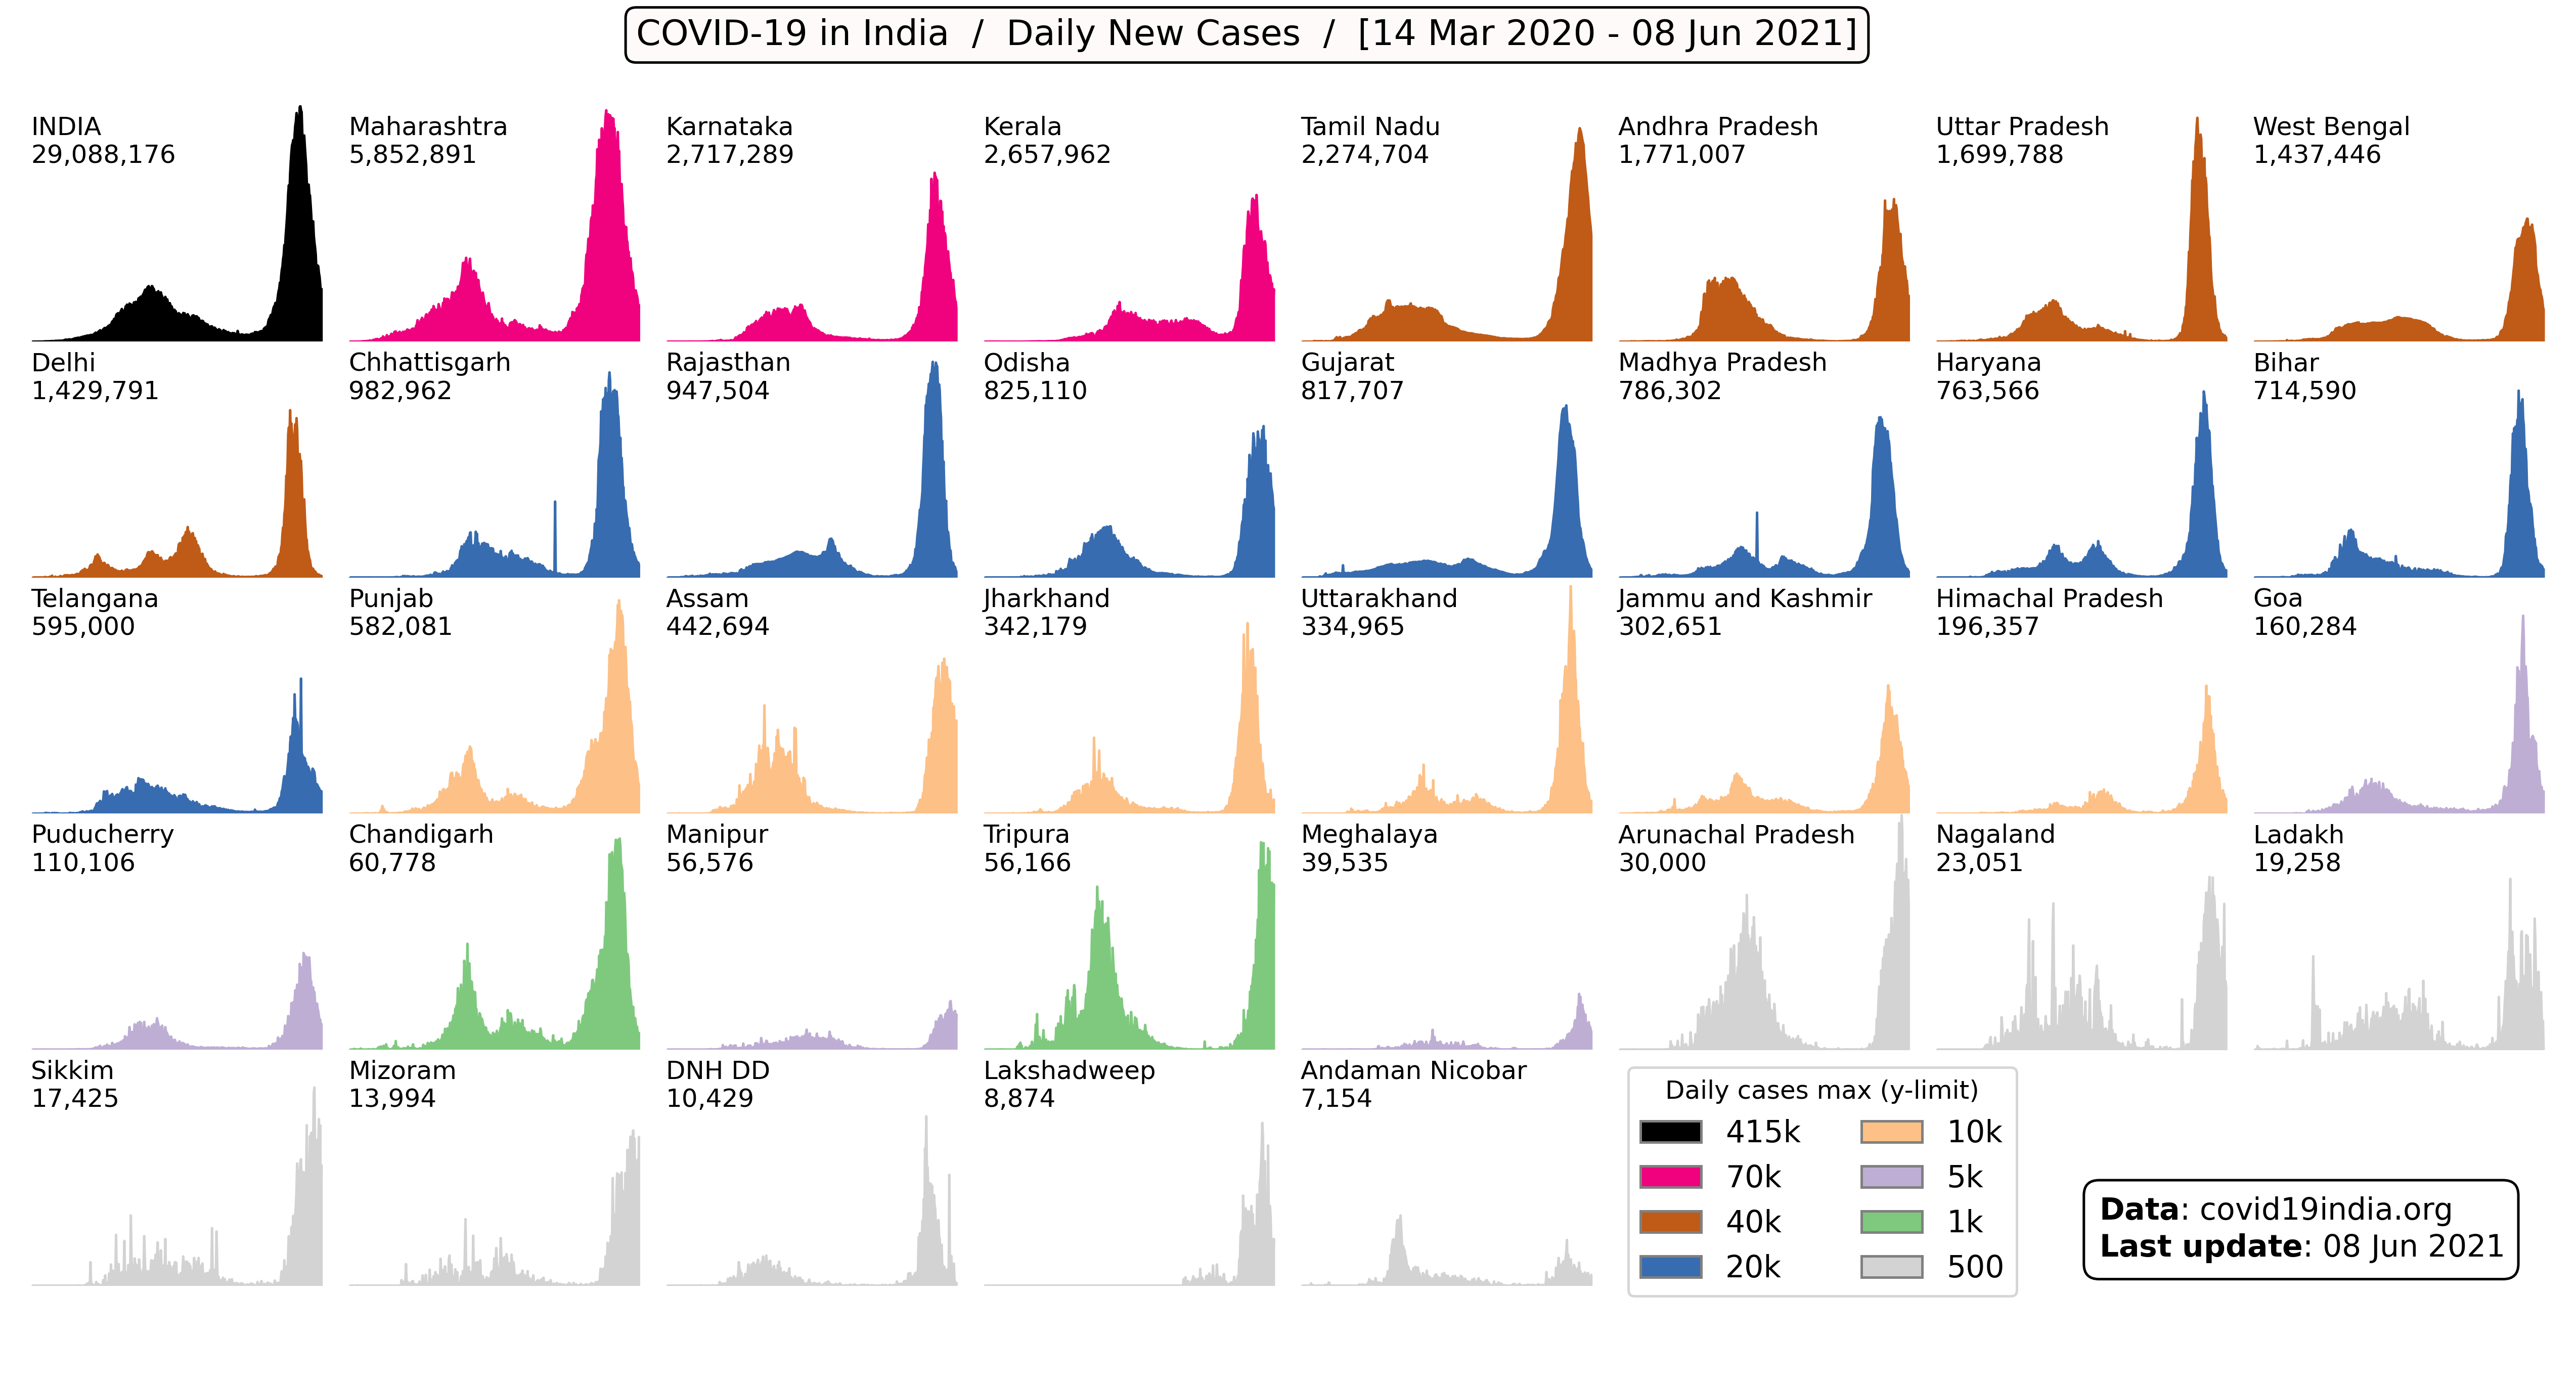 COVID-19 in India / Daily New Cases / [14 Mar 2020 - 08 Jun 2021]
INDIA
29,088,176
Maharashtra
5,852,891
Karnataka
2,717,289
Kerala
2,657,962
Tamil Nadu
2,274,704
Andhra Pradesh
1,771,007
Uttar Pradesh
1,699,788
West Bengal
1,437,446
Delhi
1,429,791
Chhattisgarh
982,962
Rajasthan
947,504
Odisha
825,110
Gujarat
817,707
Madhya Pradesh
786,302
Haryana
763,566
Bihar
714,590
Telangana
595,000
Punjab
582,081
Assam
442,694
Jharkhand
342,179
Uttarakhand
334,965
Jammu and Kashmir
302,651
Himachal Pradesh
196,357
Goa
160,284
Puducherry
110,106
Chandigarh
60,778
Manipur
56,576
Tripura
56,166
Meghalaya
39,535
Arunachal Pradesh
30,000
Nagaland
23,051
Ladakh
19,258
Sikkim
17,425
Mizoram
13,994
DNH DD
10,429
Lakshadweep
8,874
Andaman Nicobar
7,154
Daily cases max (y-limit)
415k
70k
40k
20k
10k
5k
1k
500
Data: covid19india.org
Last update: 08 Jun 2021